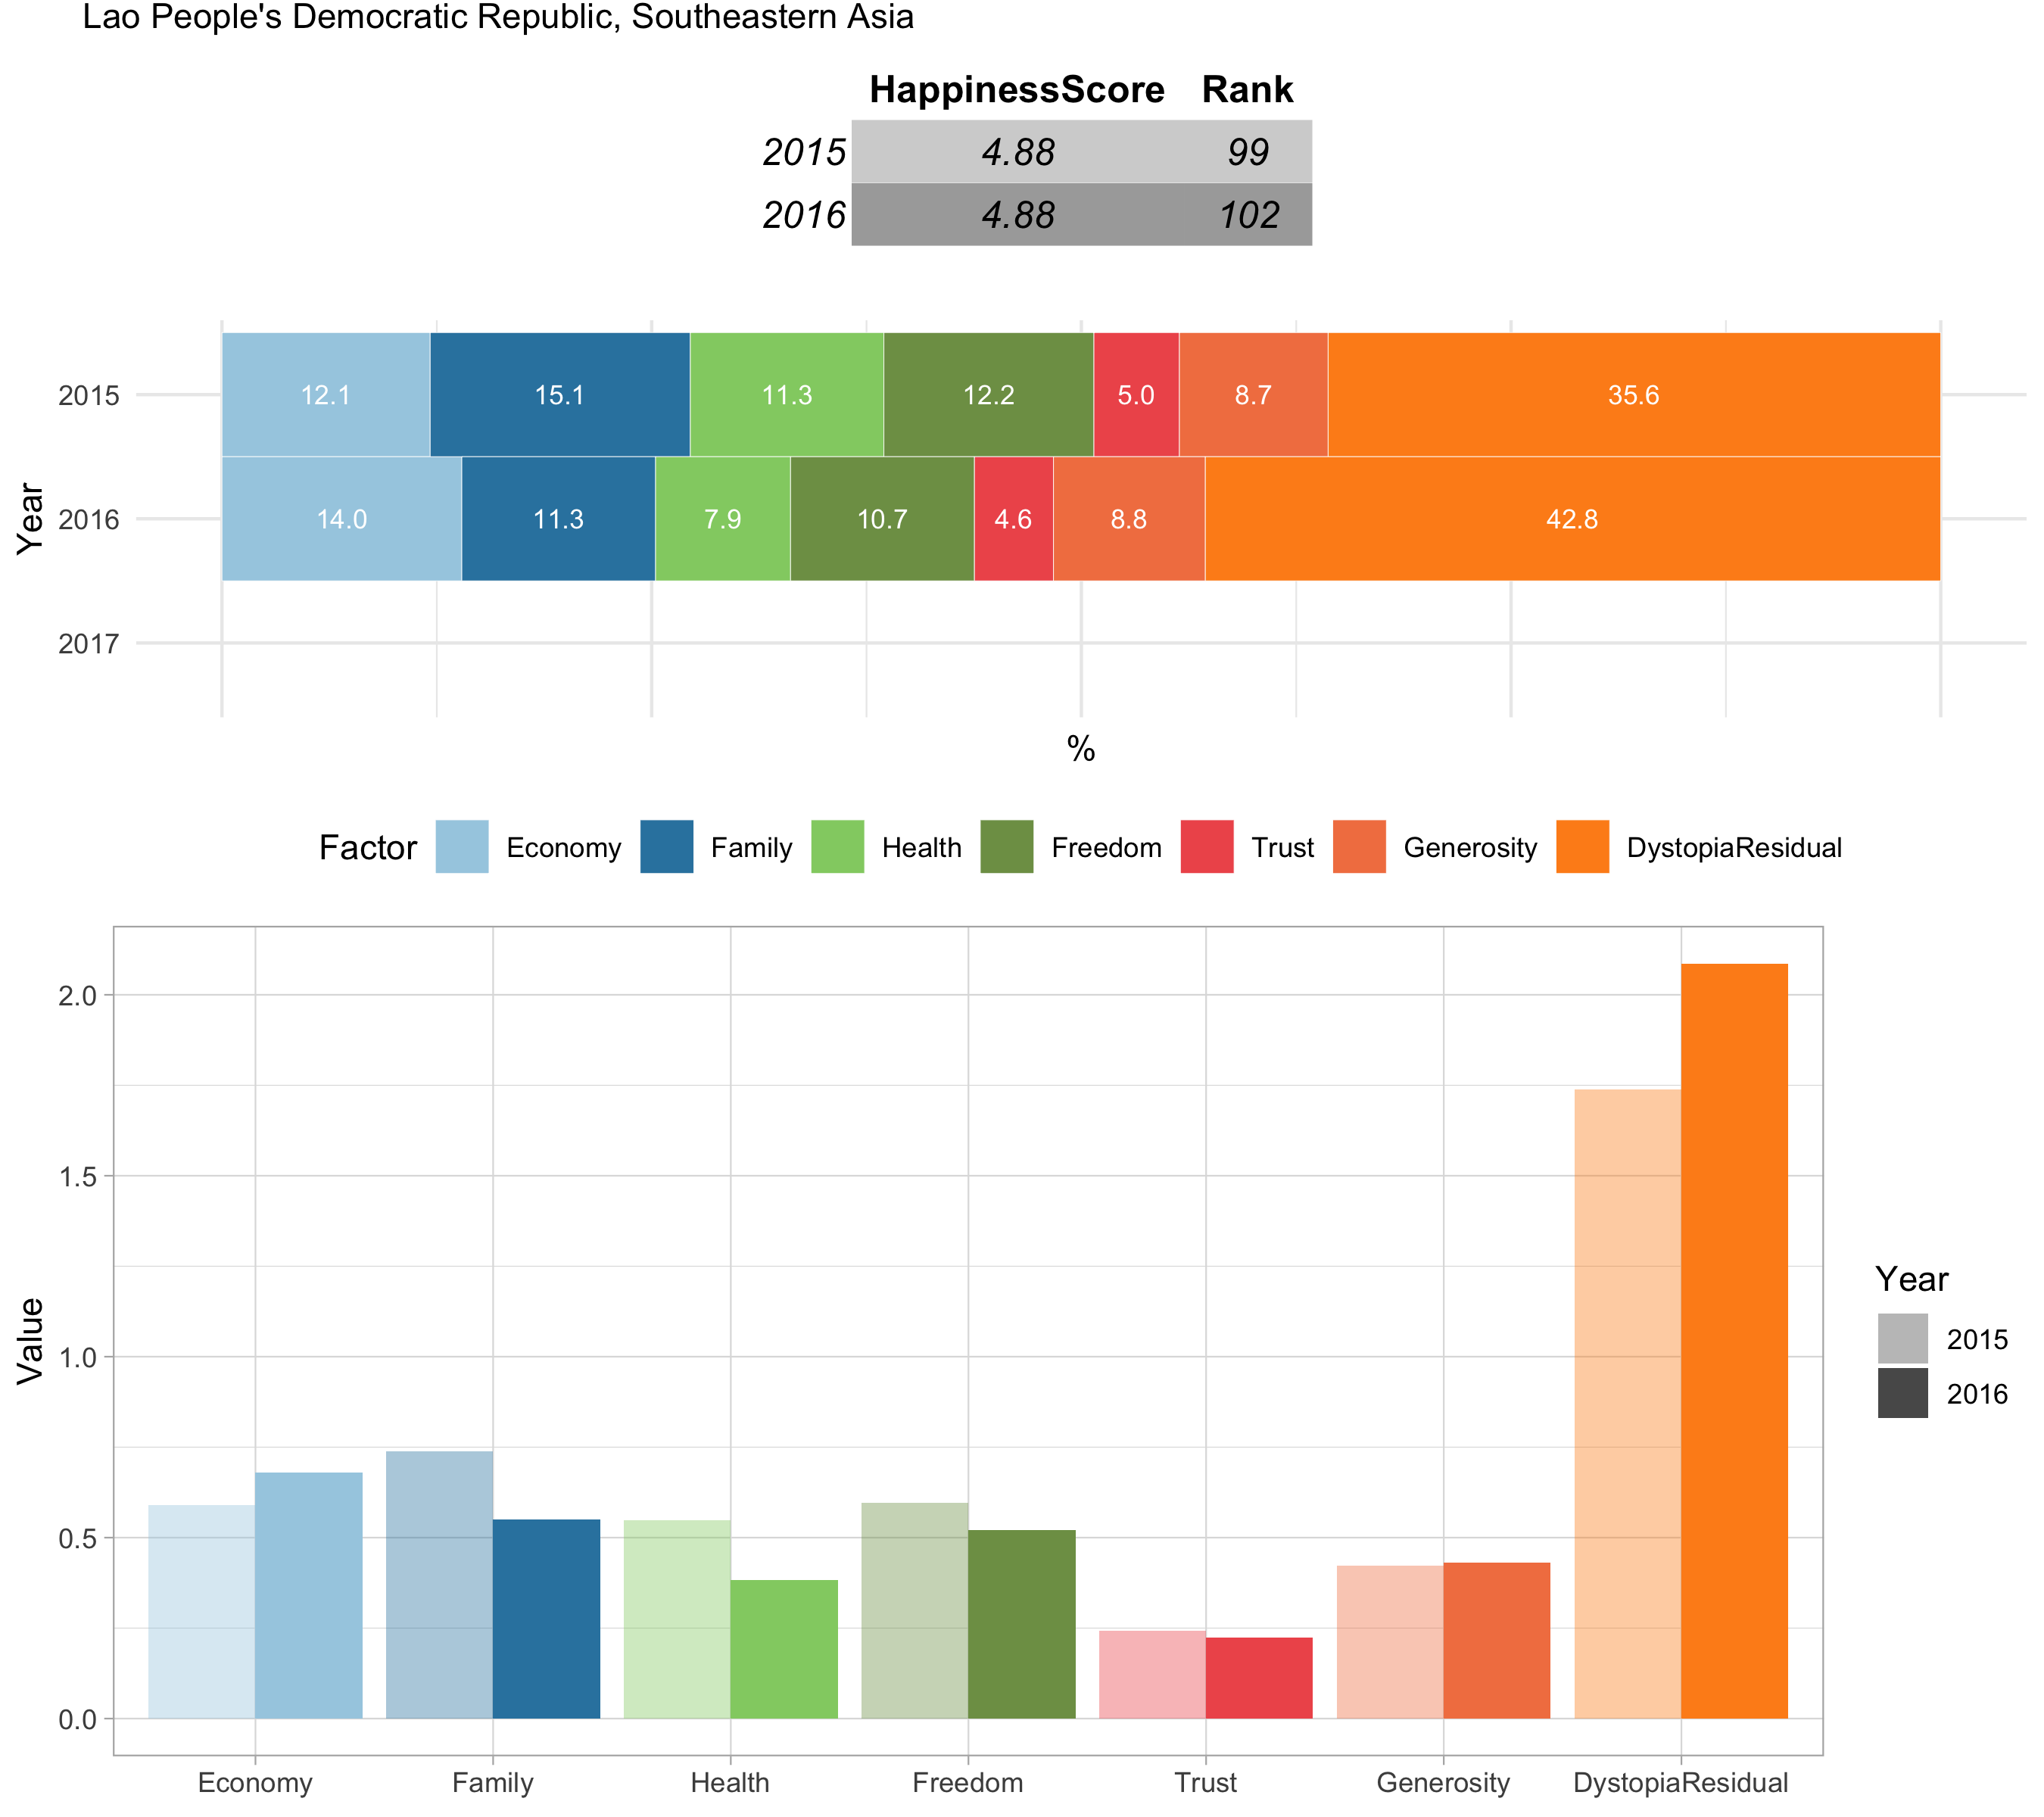 Lao People's Democratic Republic, Southeastern Asia
HappinessScore Rank
2015 4.88 99
2016 4.88 102
2015 12.1 15.1 11.3 12.2 5.0 8.7 35.6
2016 14.0 11.3 7.9 10.7 4.6 8.8 42.8
2017
Year
%
Factor Economy Family Health Freedom Trust Generosity DystopiaResidual
2.0
1.5
1.0
0.5
0.0
Value
Economy Family Health Freedom Trust Generosity DystopiaResidual
Year
2015
2016